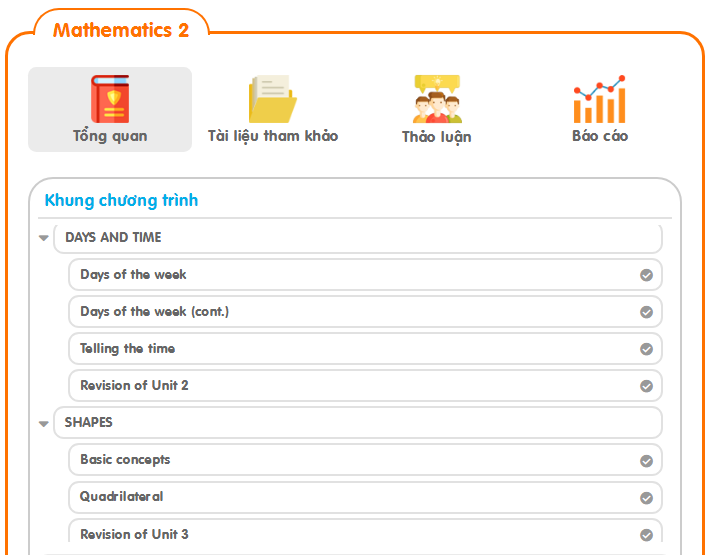 Mathematics 2
Tổng quan
Tài liệu tham khảo
Thảo luận
Báo cáo
Khung chương trình
DAYS AND TIME
Days of the week
Days of the week (cont.)
Telling the time
Revision of Unit 2
SHAPES
Basic concepts
Quadrilateral
Revision of Unit 3